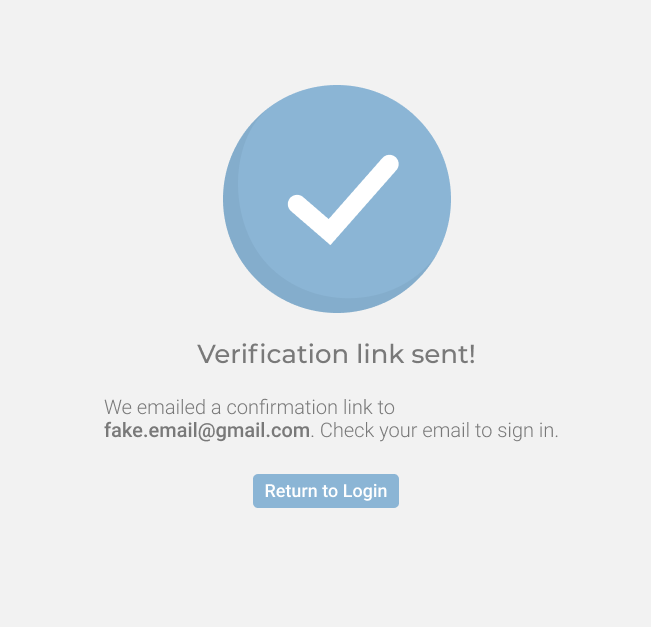 Verification link sent!
We emailed a confirmation link to
fake.email@gmail.com. Check your email to sign in.
Return to Login